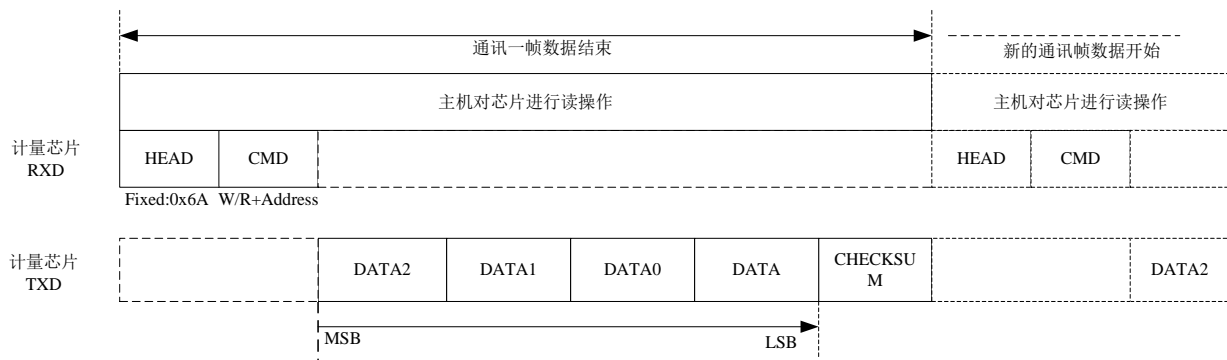 通讯一帧数据结束
新的通讯帧数据开始
主机对芯片进行读操作
主机对芯片进行读操作
计量芯片
RXD
HEAD
CMD
HEAD
CMD
Fixed:0x6A
W/R+Address
计量芯片
TXD
DATA2
DATA1
DATA0
DATA
CHECKSU
M
DATA2
MSB
LSB